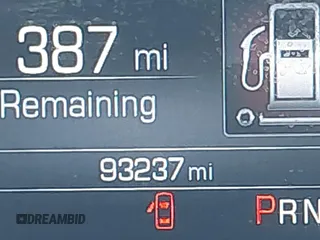 387 mi
Remaining
93237 mi
PRN
DREAMBID